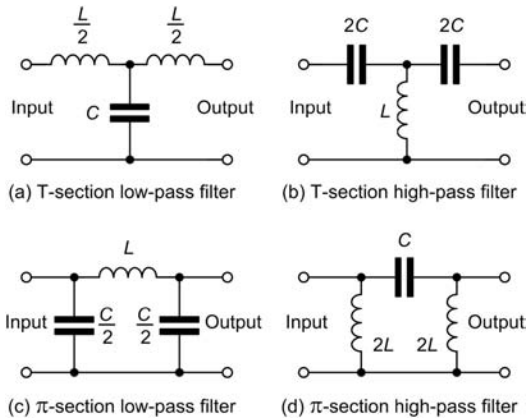 L/2 L/2
Input C Output
(a) T-section low-pass filter
2C 2C
Input L Output
(b) T-section high-pass filter
L
Input C/2 C/2 Output
(c) π-section low-pass filter
C
Input 2L 2L Output
(d) π-section high-pass filter